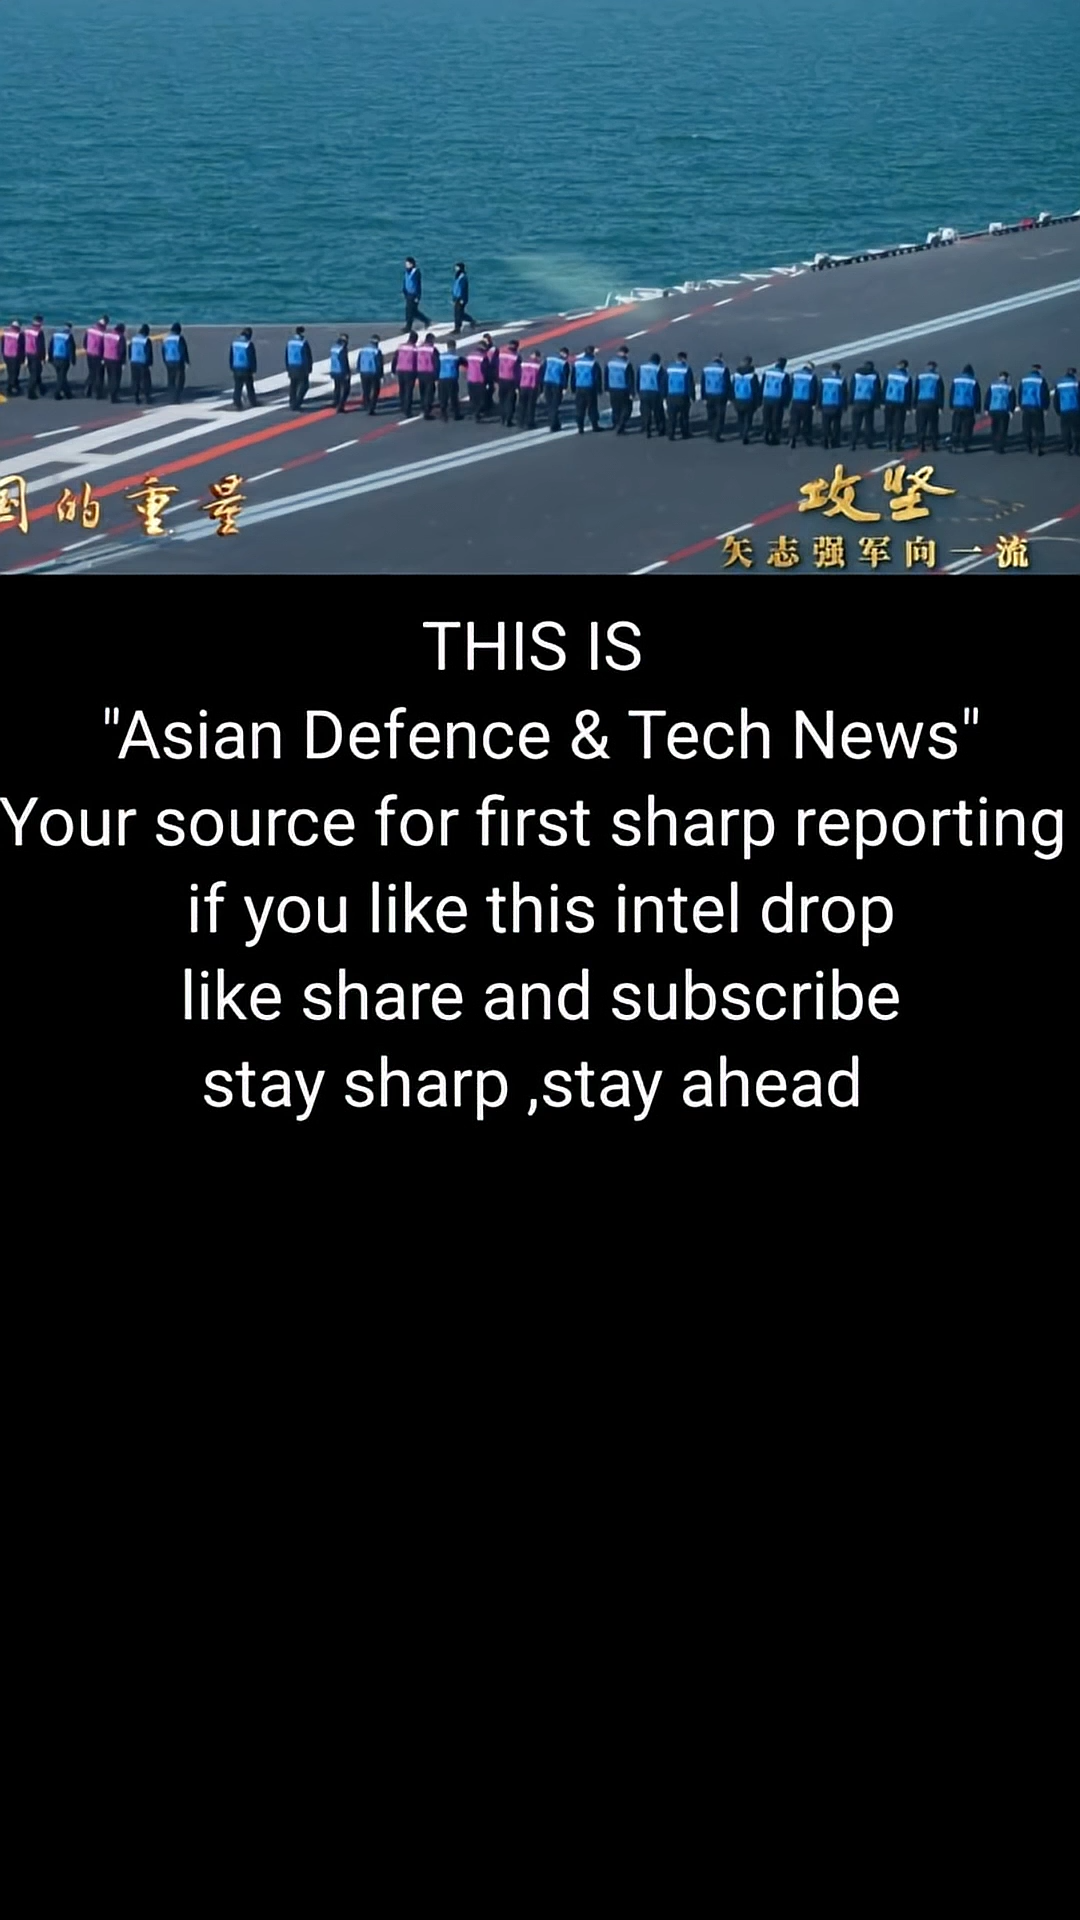 国的重量
攻坚
矢志强军向一流
THIS IS
"Asian Defence & Tech News"
Your source for first sharp reporting
if you like this intel drop
like share and subscribe
stay sharp ,stay ahead